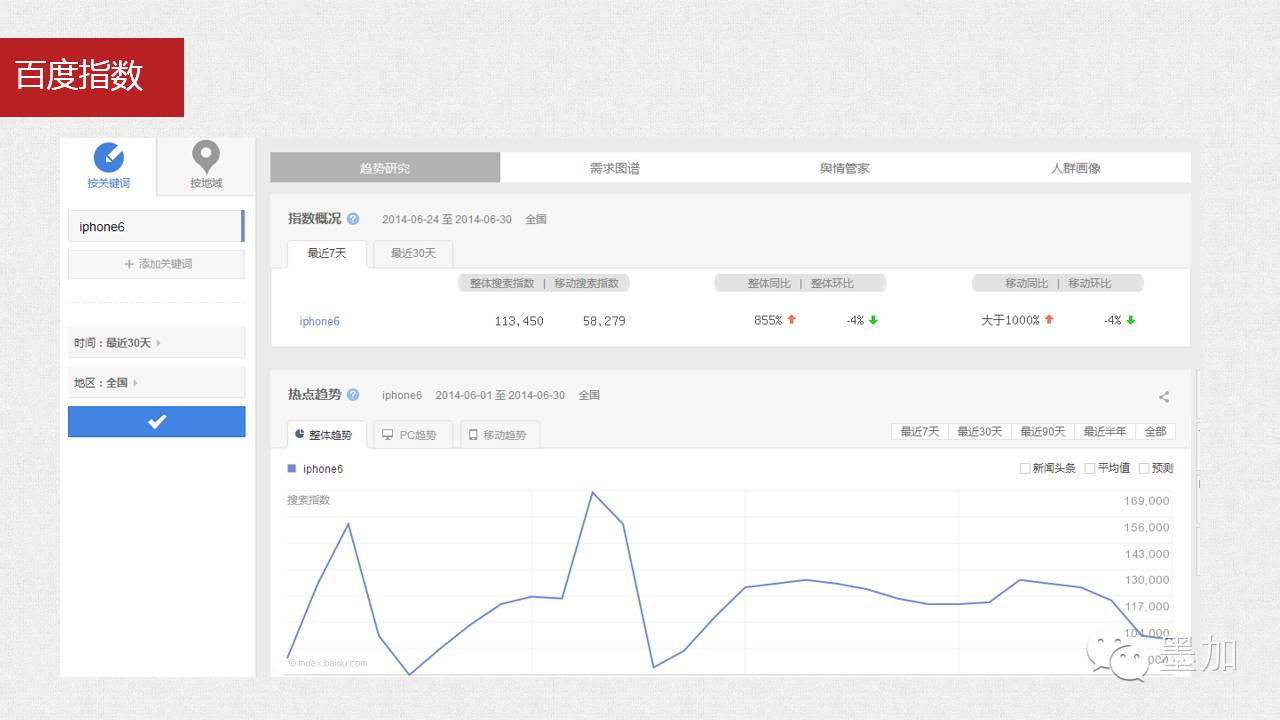 百度指数
按关键词
按地域
iphone6
+ 添加关键词
时间：最近30天
地区：全国
趋势研究
需求图谱
舆情管家
人群画像
指数概况 ? 2014-06-24 至 2014-06-30 全国
最近7天
最近30天
整体搜索指数 | 移动搜索指数
整体同比 | 整体环比
移动同比 | 移动环比
iphone6 113,450 58,279 855% -4% 大于1000% -4%
热点趋势 ? iphone6 2014-06-01 至 2014-06-30 全国
整体趋势
PC趋势
移动趋势
最近7天 最近30天 最近90天 最近半年 全部
iphone6
新闻头条 平均值 预测
搜索指数
169,000
156,000
143,000
130,000
117,000
104,000
©index.baidu.com
墨加